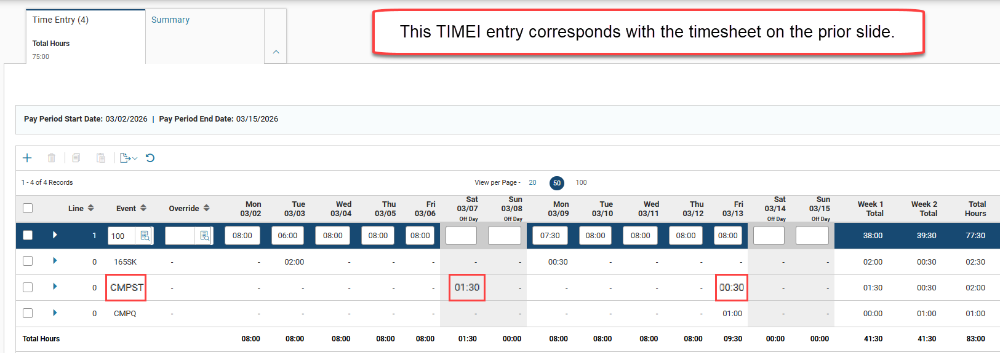 Time Entry (4)
Summary
Total Hours
75:00
This TIMEI entry corresponds with the timesheet on the prior slide.
Pay Period Start Date: 03/02/2026 | Pay Period End Date: 03/15/2026
1 - 4 of 4 Records
View per Page - 20 50 100
Line Event Override Mon 03/02 Tue 03/03 Wed 03/04 Thu 03/05 Fri 03/06 Sat 03/07 Off Day Sun 03/08 Off Day Mon 03/09 Tue 03/10 Wed 03/11 Thu 03/12 Fri 03/13 Sat 03/14 Off Day Sun 03/15 Off Day Week 1 Total Week 2 Total Total Hours
1 100 08:00 06:00 08:00 08:00 08:00 07:30 08:00 08:00 08:00 08:00 38:00 39:30 77:30
0 165SK - - 02:00 - - - - - 00:30 - - - - - - 02:00 00:30 02:30
0 CMPST - - - - - - 01:30 - - - - - 00:30 - - 01:30 00:30 02:00
0 CMPQ - - - - - - - - - - - - 01:00 - - 00:00 01:00 01:00
Total Hours 08:00 08:00 08:00 08:00 08:00 01:30 00:00 08:00 08:00 08:00 08:00 09:30 00:00 00:00 41:30 41:30 83:00